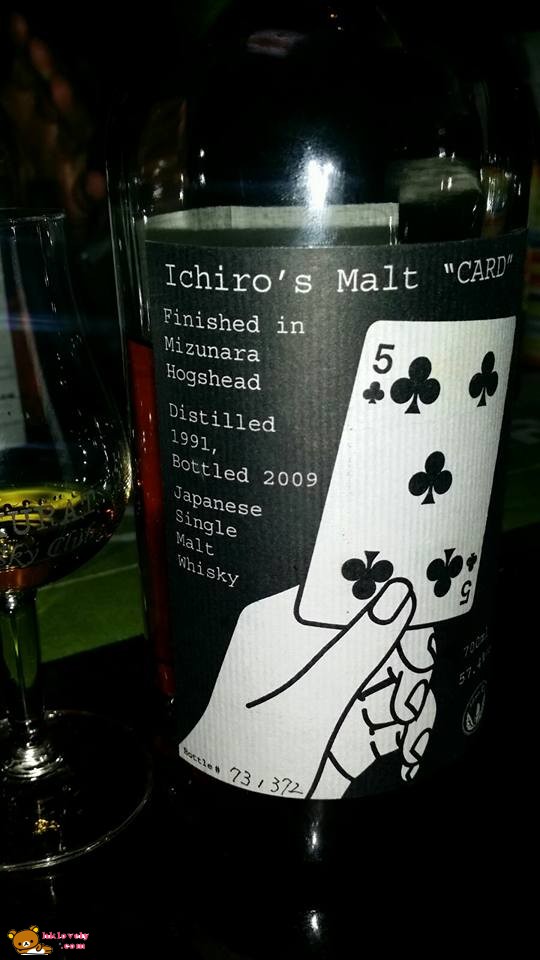 Ichiro's Malt "CARD"
Finished in
Mizunara
Hogshead
Distilled
1991,
Bottled 2009
Japanese
Single
Malt
Whisky
5
5
700ml
Bottle# 73/372